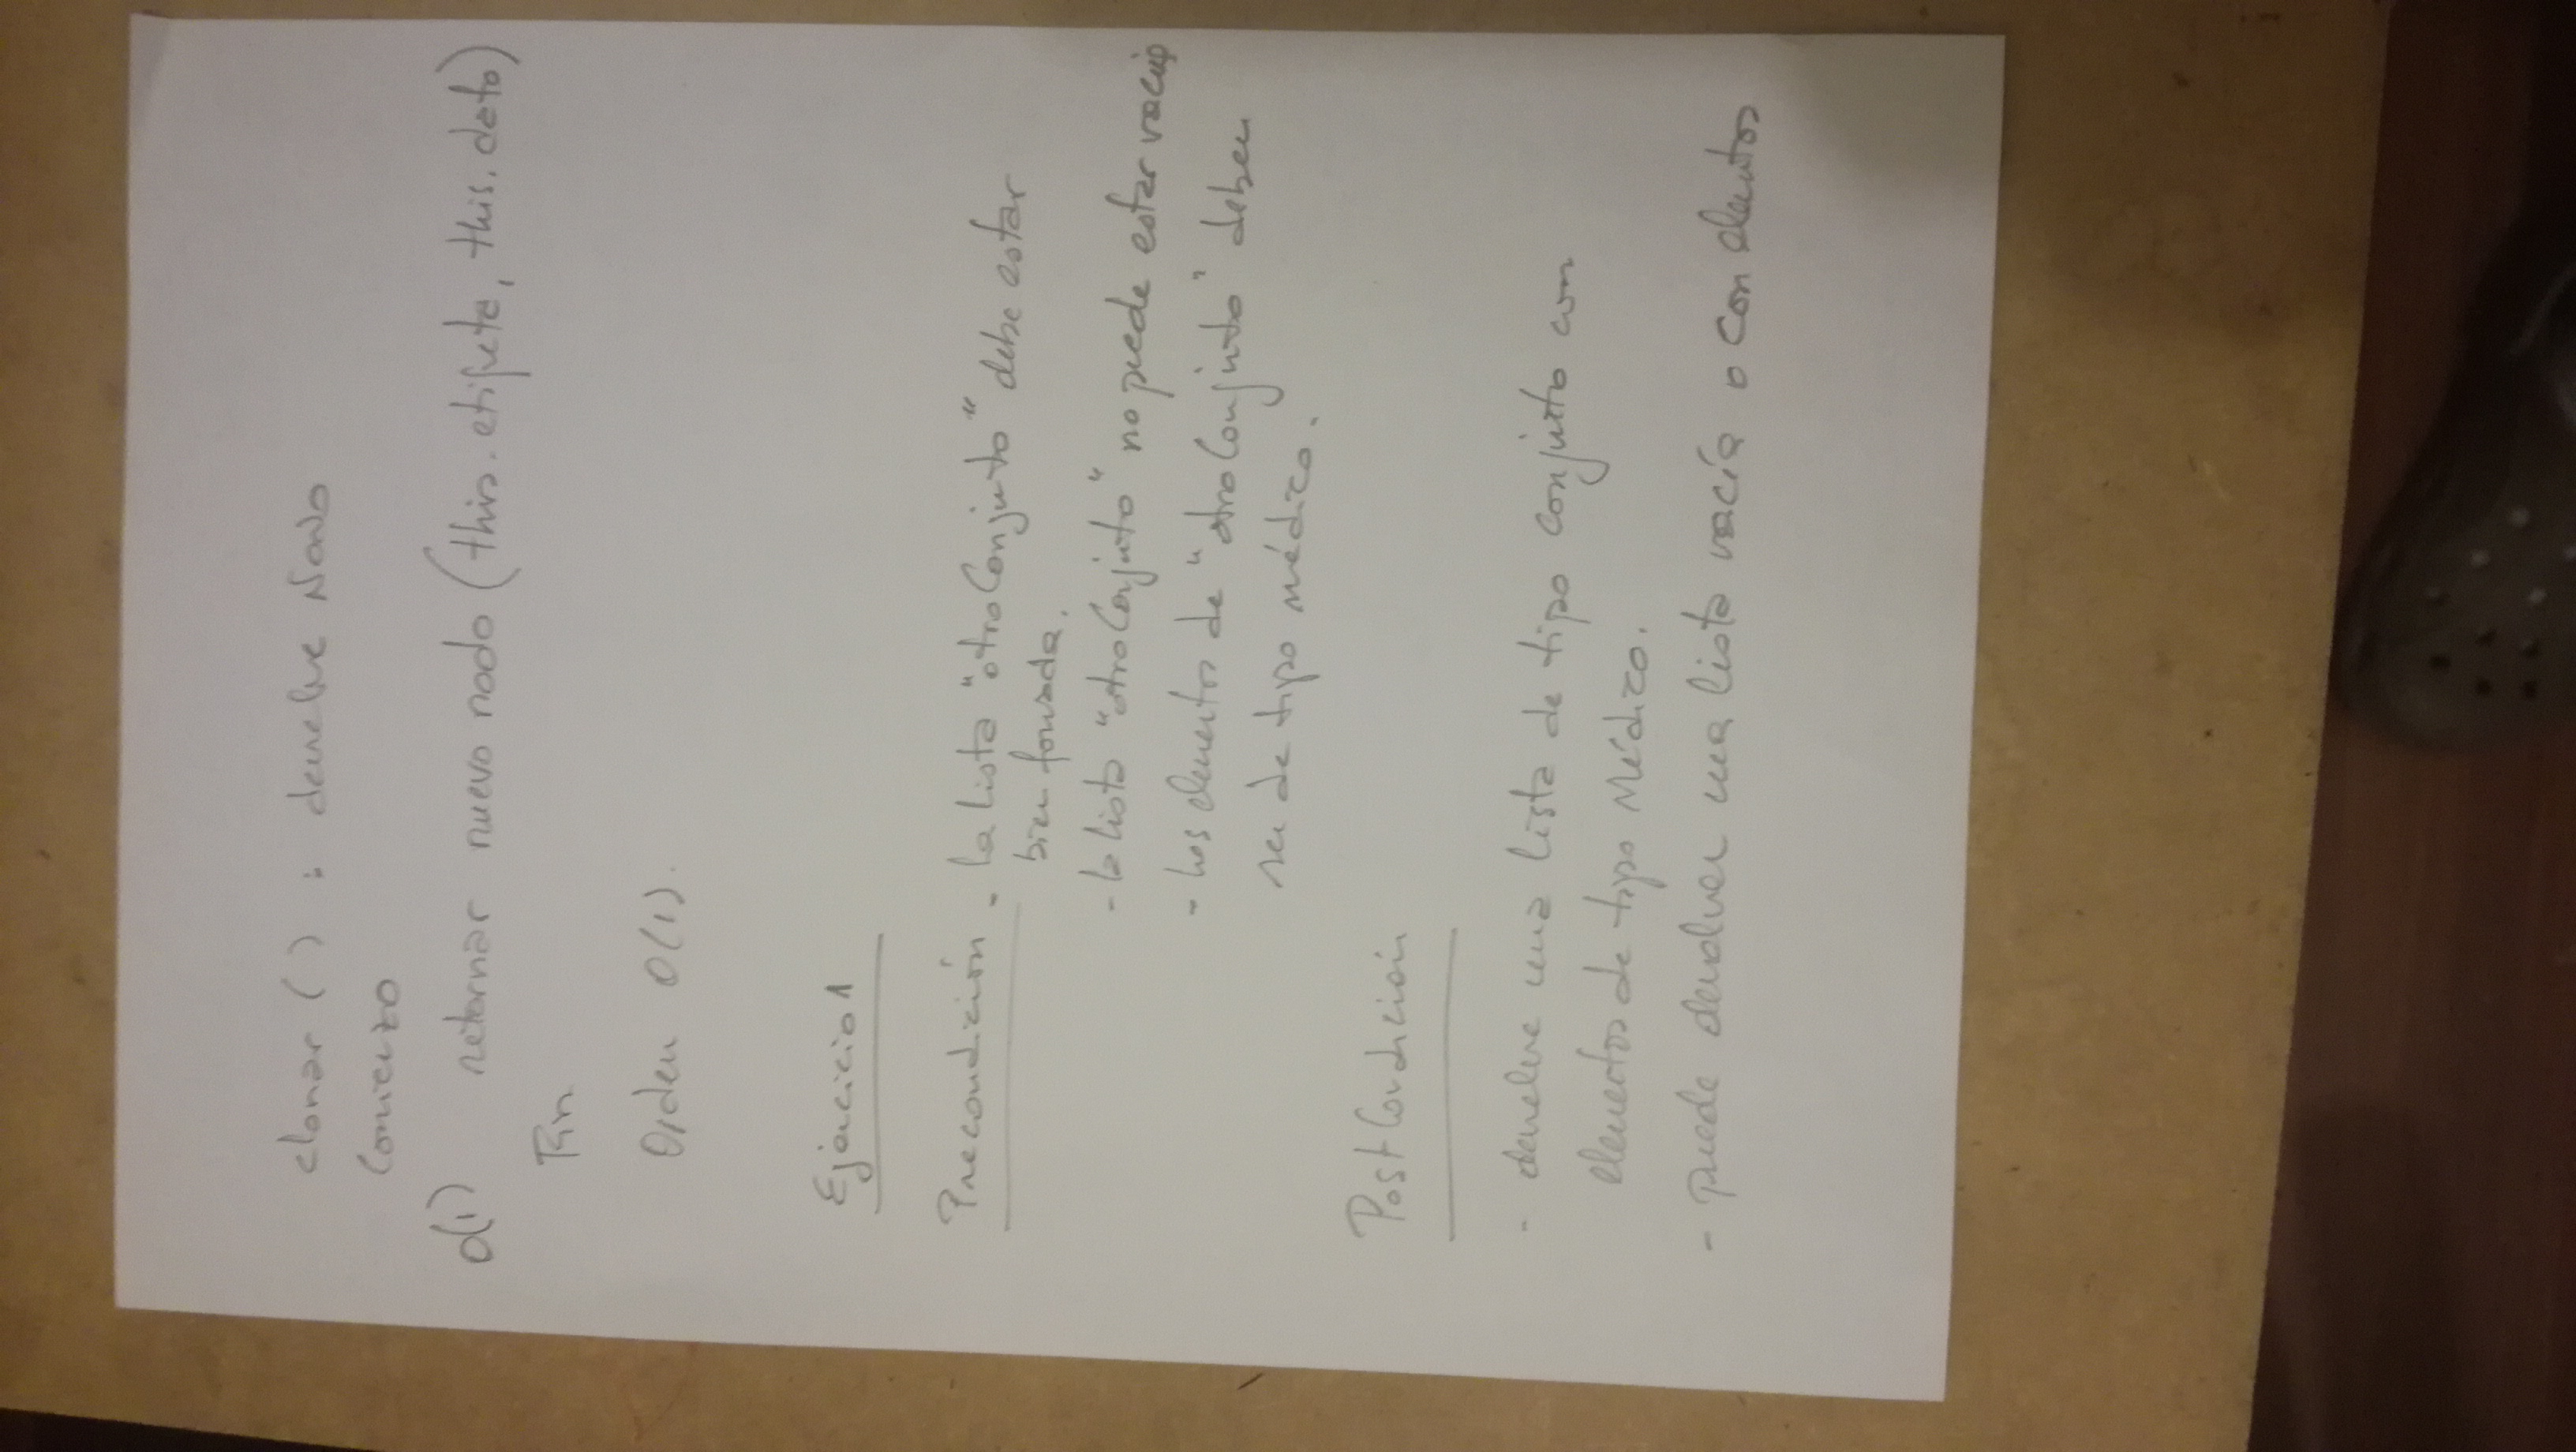 clonar ( ) : devuelve Nodo
Comienzo
O(1) retornar nuevo nodo (this.etiqueta, this.dato)
Fin
Orden O(1).
Ejercicio 1
Precondición - La Lista "otroConjunto" debe estar
bien formada.
- la lista "otroConjunto" no puede estar vacía
- Los elementos de "otroConjunto" deben
ser de tipo médico.
PostCondición
- devuelve una lista de tipo conjunto con
elementos de tipo Médico.
- puede devolver una lista vacía o con elementos